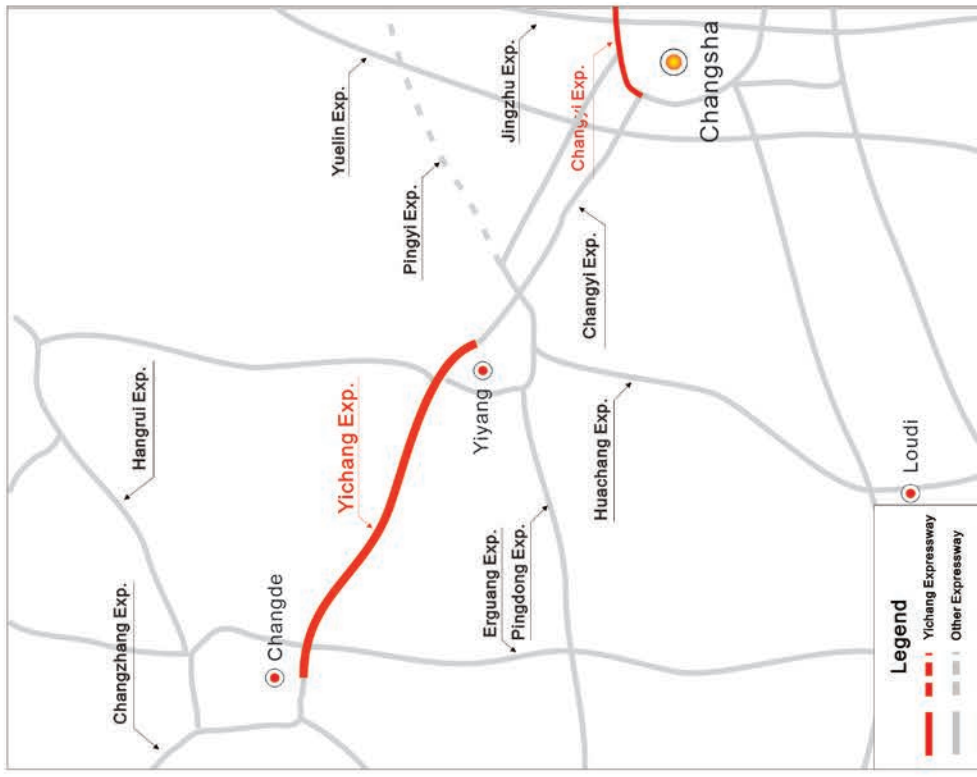 Changzhang Exp.
Hangrui Exp.
Yuelin Exp.
Pingyi Exp.
Jingzhu Exp.
Changyi Exp.
Changsha
Yichang Exp.
Changde
Yiyang
Changyi Exp.
Erguang Exp.
Pingdong Exp.
Huachang Exp.
Loudi
Legend
Yichang Expressway
Other Expressway